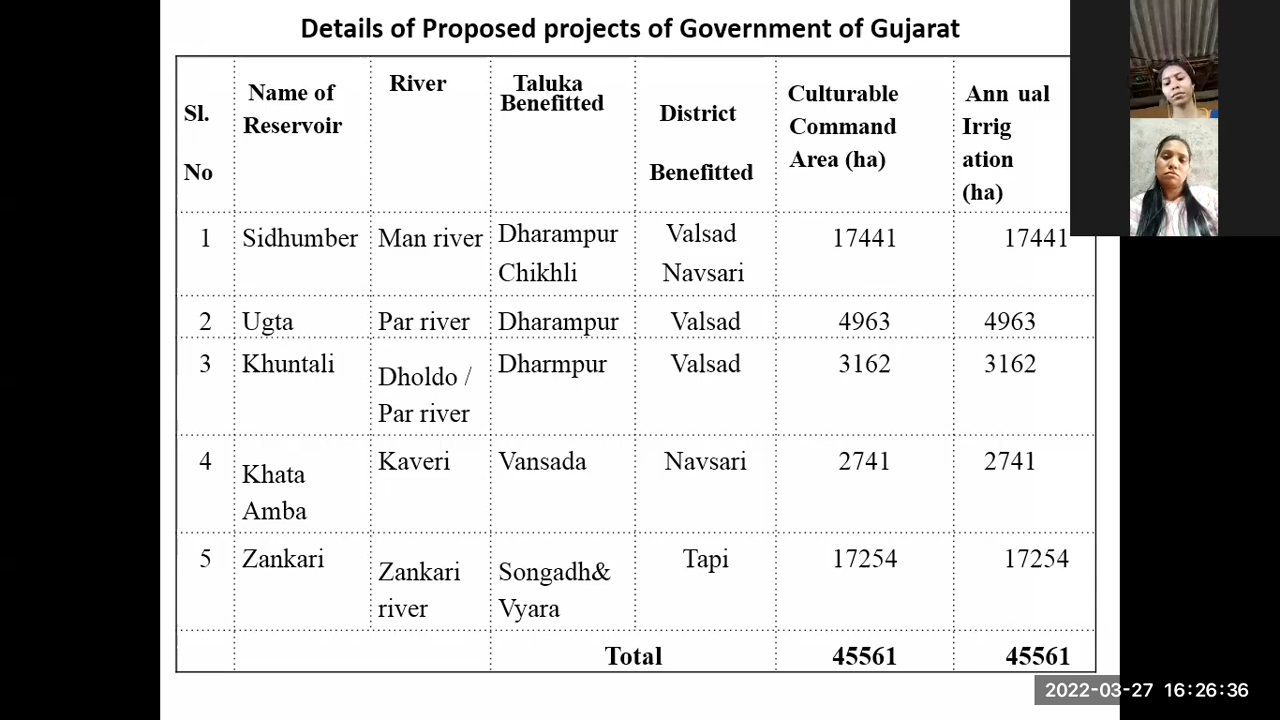 Details of Proposed projects of Government of Gujarat
Sl. No | Name of Reservoir | River | Taluka Benefitted | District Benefitted | Culturable Command Area (ha) | Ann ual Irrig ation (ha)
1 | Sidhumber | Man river | Dharampur Chikhli | Valsad Navsari | 17441 | 17441
2 | Ugta | Par river | Dharampur | Valsad | 4963 | 4963
3 | Khuntali | Dholdo / Par river | Dharmpur | Valsad | 3162 | 3162
4 | Khata Amba | Kaveri | Vansada | Navsari | 2741 | 2741
5 | Zankari | Zankari river | Songadh& Vyara | Tapi | 17254 | 17254
Total | 45561 | 45561
2022-03-27 16:26:36